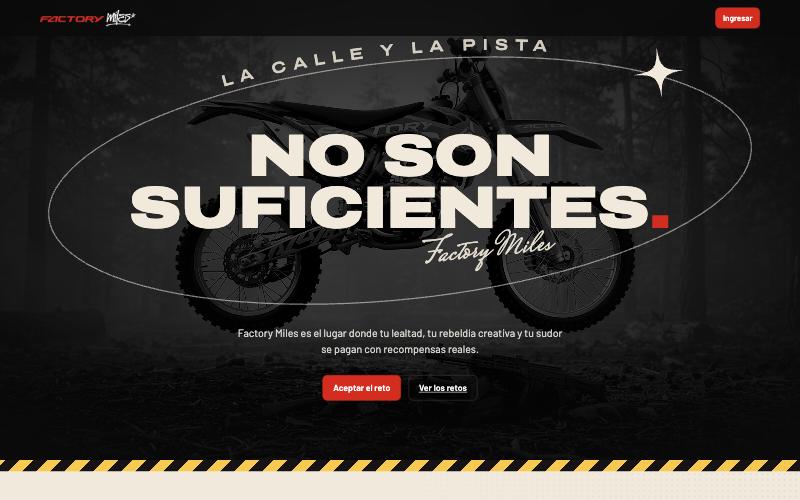 FACTORY Miles
Ingresar
LA CALLE Y LA PISTA
NO SON
SUFICIENTES.
Factory Miles
Factory Miles es el lugar donde tu lealtad, tu rebeldía creativa y tu sudor
se pagan con recompensas reales.
Aceptar el reto
Ver los retos